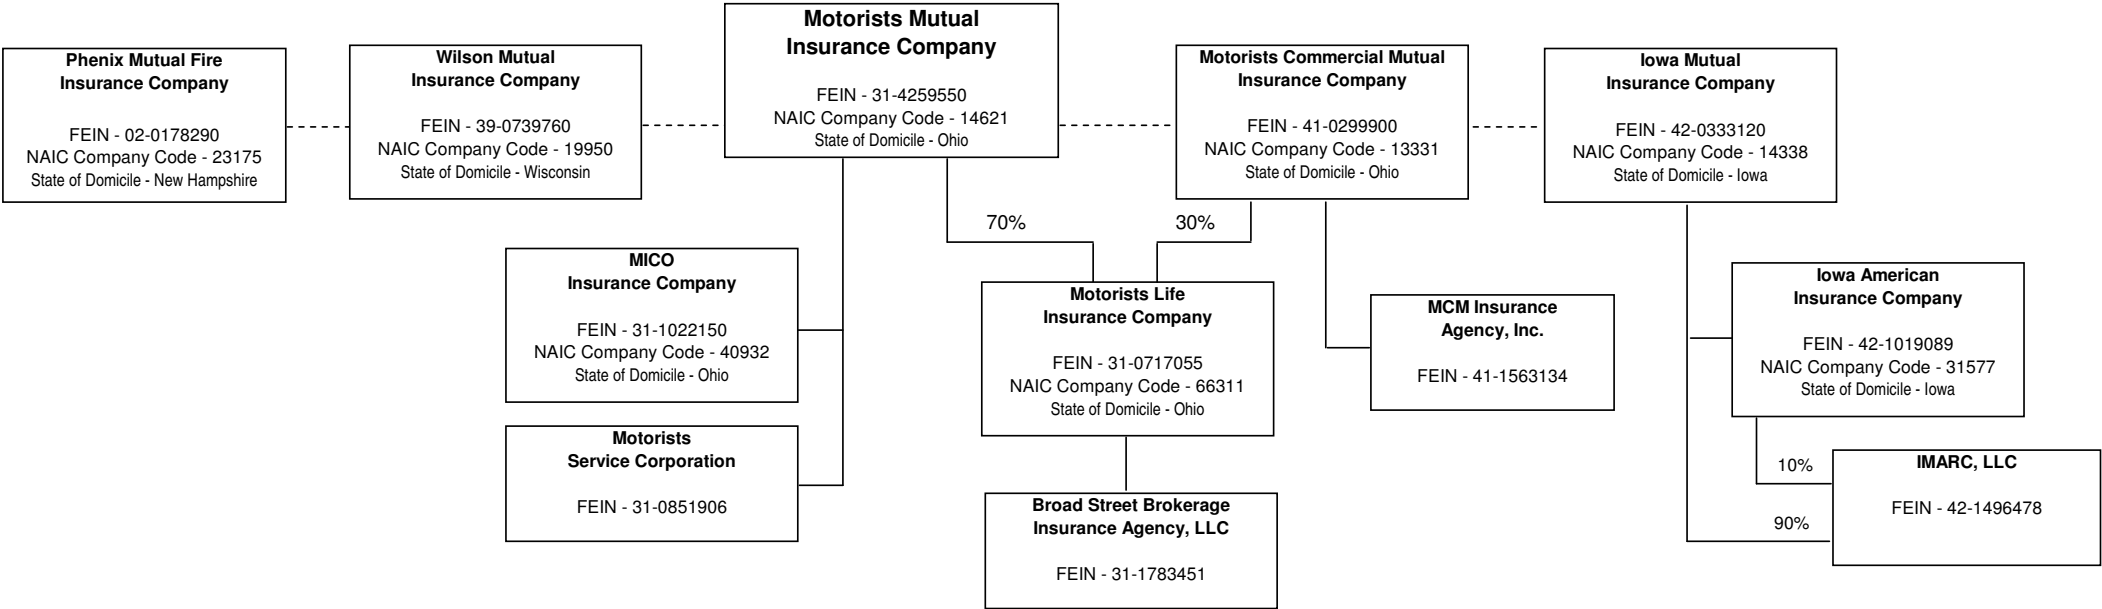 Phenix Mutual Fire
Insurance Company
FEIN - 02-0178290
NAIC Company Code - 23175
State of Domicile - New Hampshire
Wilson Mutual
Insurance Company
FEIN - 39-0739760
NAIC Company Code - 19950
State of Domicile - Wisconsin
Motorists Mutual
Insurance Company
FEIN - 31-4259550
NAIC Company Code - 14621
State of Domicile - Ohio
Motorists Commercial Mutual
Insurance Company
FEIN - 41-0299900
NAIC Company Code - 13331
State of Domicile - Ohio
Iowa Mutual
Insurance Company
FEIN - 42-0333120
NAIC Company Code - 14338
State of Domicile - Iowa
70%
30%
MICO
Insurance Company
FEIN - 31-1022150
NAIC Company Code - 40932
State of Domicile - Ohio
Motorists Life
Insurance Company
FEIN - 31-0717055
NAIC Company Code - 66311
State of Domicile - Ohio
MCM Insurance
Agency, Inc.
FEIN - 41-1563134
Iowa American
Insurance Company
FEIN - 42-1019089
NAIC Company Code - 31577
State of Domicile - Iowa
Motorists
Service Corporation
FEIN - 31-0851906
Broad Street Brokerage
Insurance Agency, LLC
FEIN - 31-1783451
10%
90%
IMARC, LLC
FEIN - 42-1496478